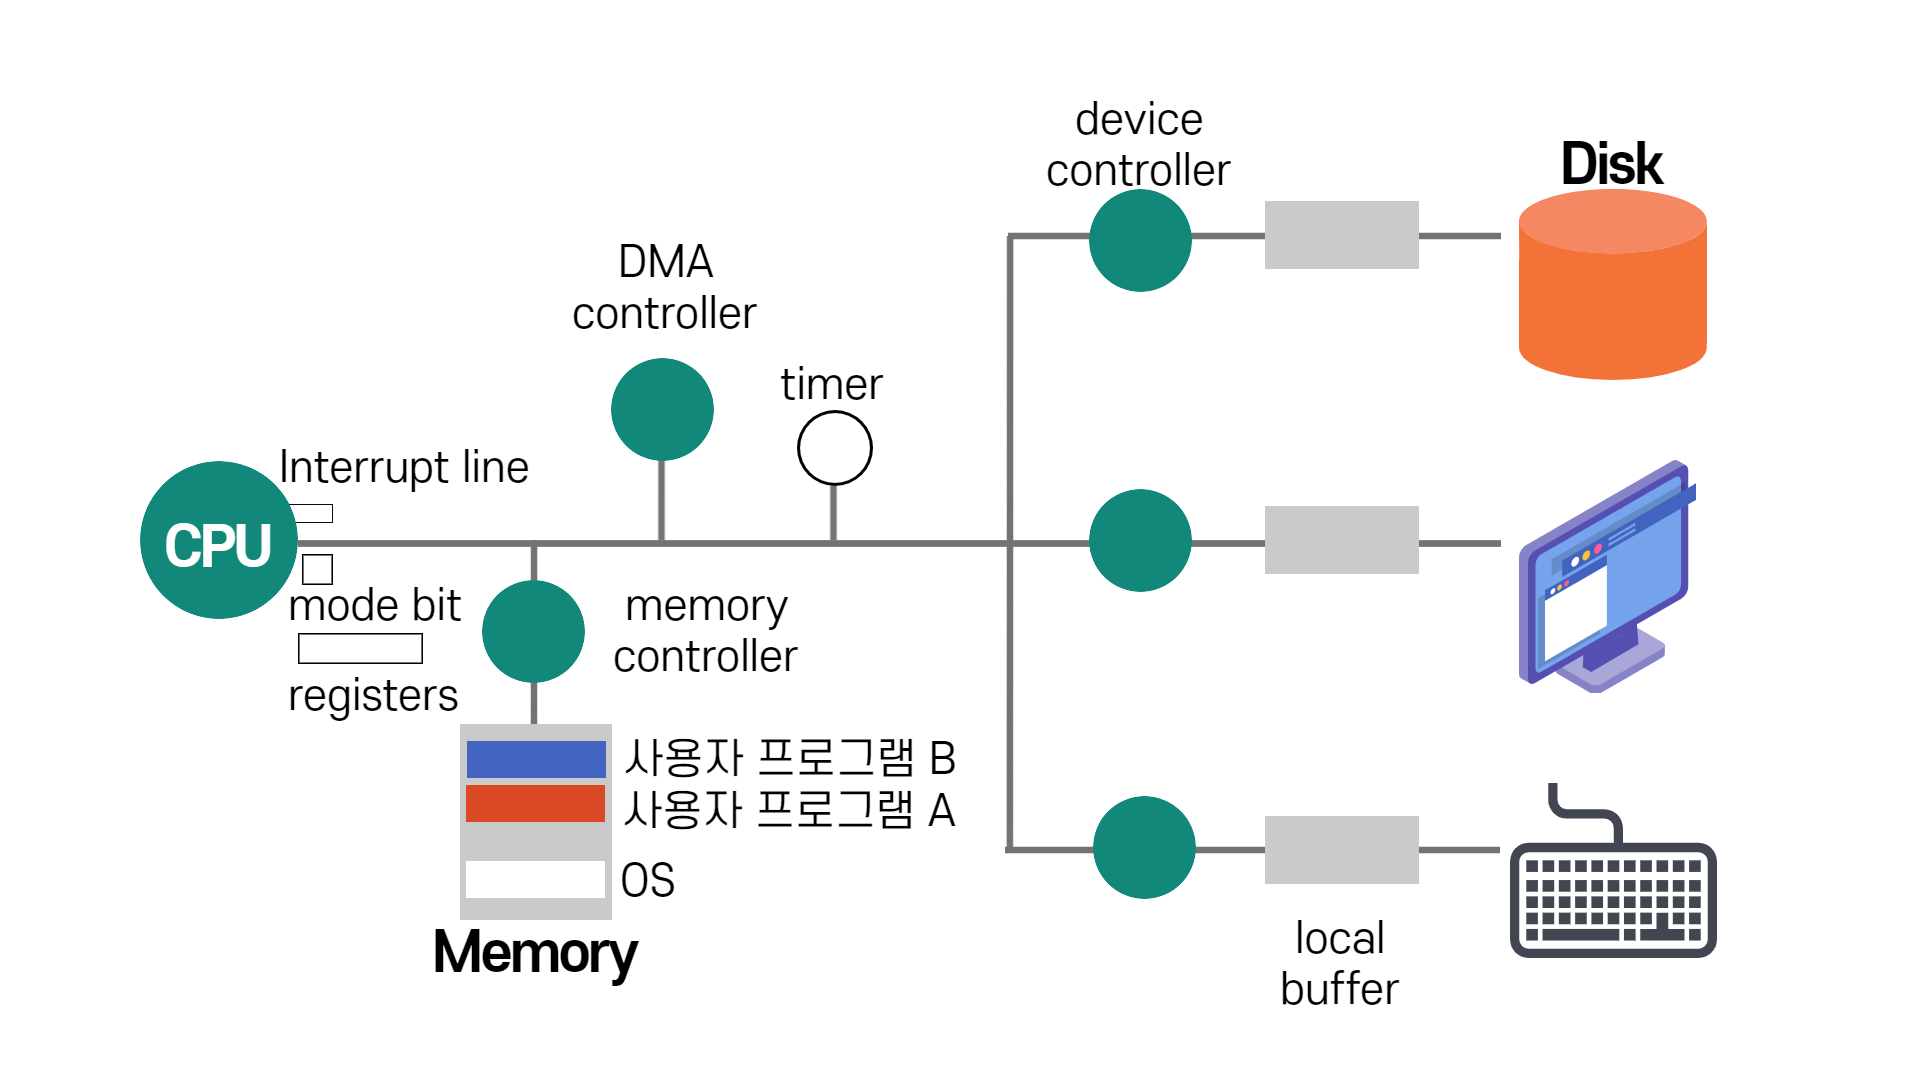 device
controller
Disk
DMA
controller
timer
Interrupt line
CPU
mode bit
registers
memory
controller
사용자 프로그램 B
사용자 프로그램 A
OS
Memory
local
buffer